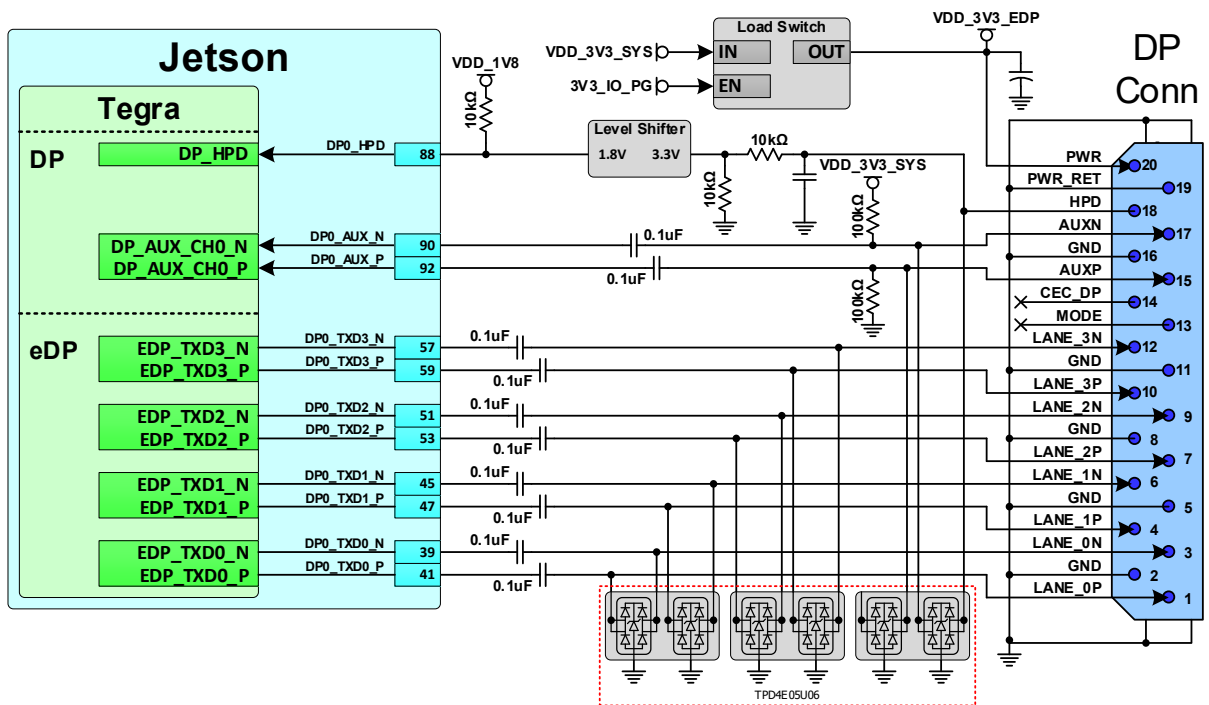 Load Switch
VDD_3V3_EDP
Jetson
VDD_3V3_SYS
IN
OUT
DP
Conn
VDD_1V8
3V3_IO_PG
EN
Tegra
10kΩ
Level Shifter
1.8V
3.3V
10kΩ
DP
DP_HPD
DP0_HPD
88
VDD_3V3_SYS
PWR
20
PWR_RET
19
10kΩ
100kΩ
HPD
18
DP_AUX_CH0_N
DP0_AUX_N
90
0.1uF
AUXN
17
GND
16
DP_AUX_CH0_P
DP0_AUX_P
92
0.1uF
AUXP
15
100kΩ
CEC_DP
14
MODE
13
eDP
EDP_TXD3_N
DP0_TXD3_N
57
0.1uF
LANE_3N
12
EDP_TXD3_P
DP0_TXD3_P
59
0.1uF
GND
11
LANE_3P
10
EDP_TXD2_N
DP0_TXD2_N
51
0.1uF
LANE_2N
9
EDP_TXD2_P
DP0_TXD2_P
53
0.1uF
GND
8
LANE_2P
7
EDP_TXD1_N
DP0_TXD1_N
45
0.1uF
LANE_1N
6
EDP_TXD1_P
DP0_TXD1_P
47
0.1uF
GND
5
LANE_1P
4
EDP_TXD0_N
DP0_TXD0_N
39
0.1uF
LANE_0N
3
EDP_TXD0_P
DP0_TXD0_P
41
0.1uF
GND
2
LANE_0P
1
TPD4E05U06